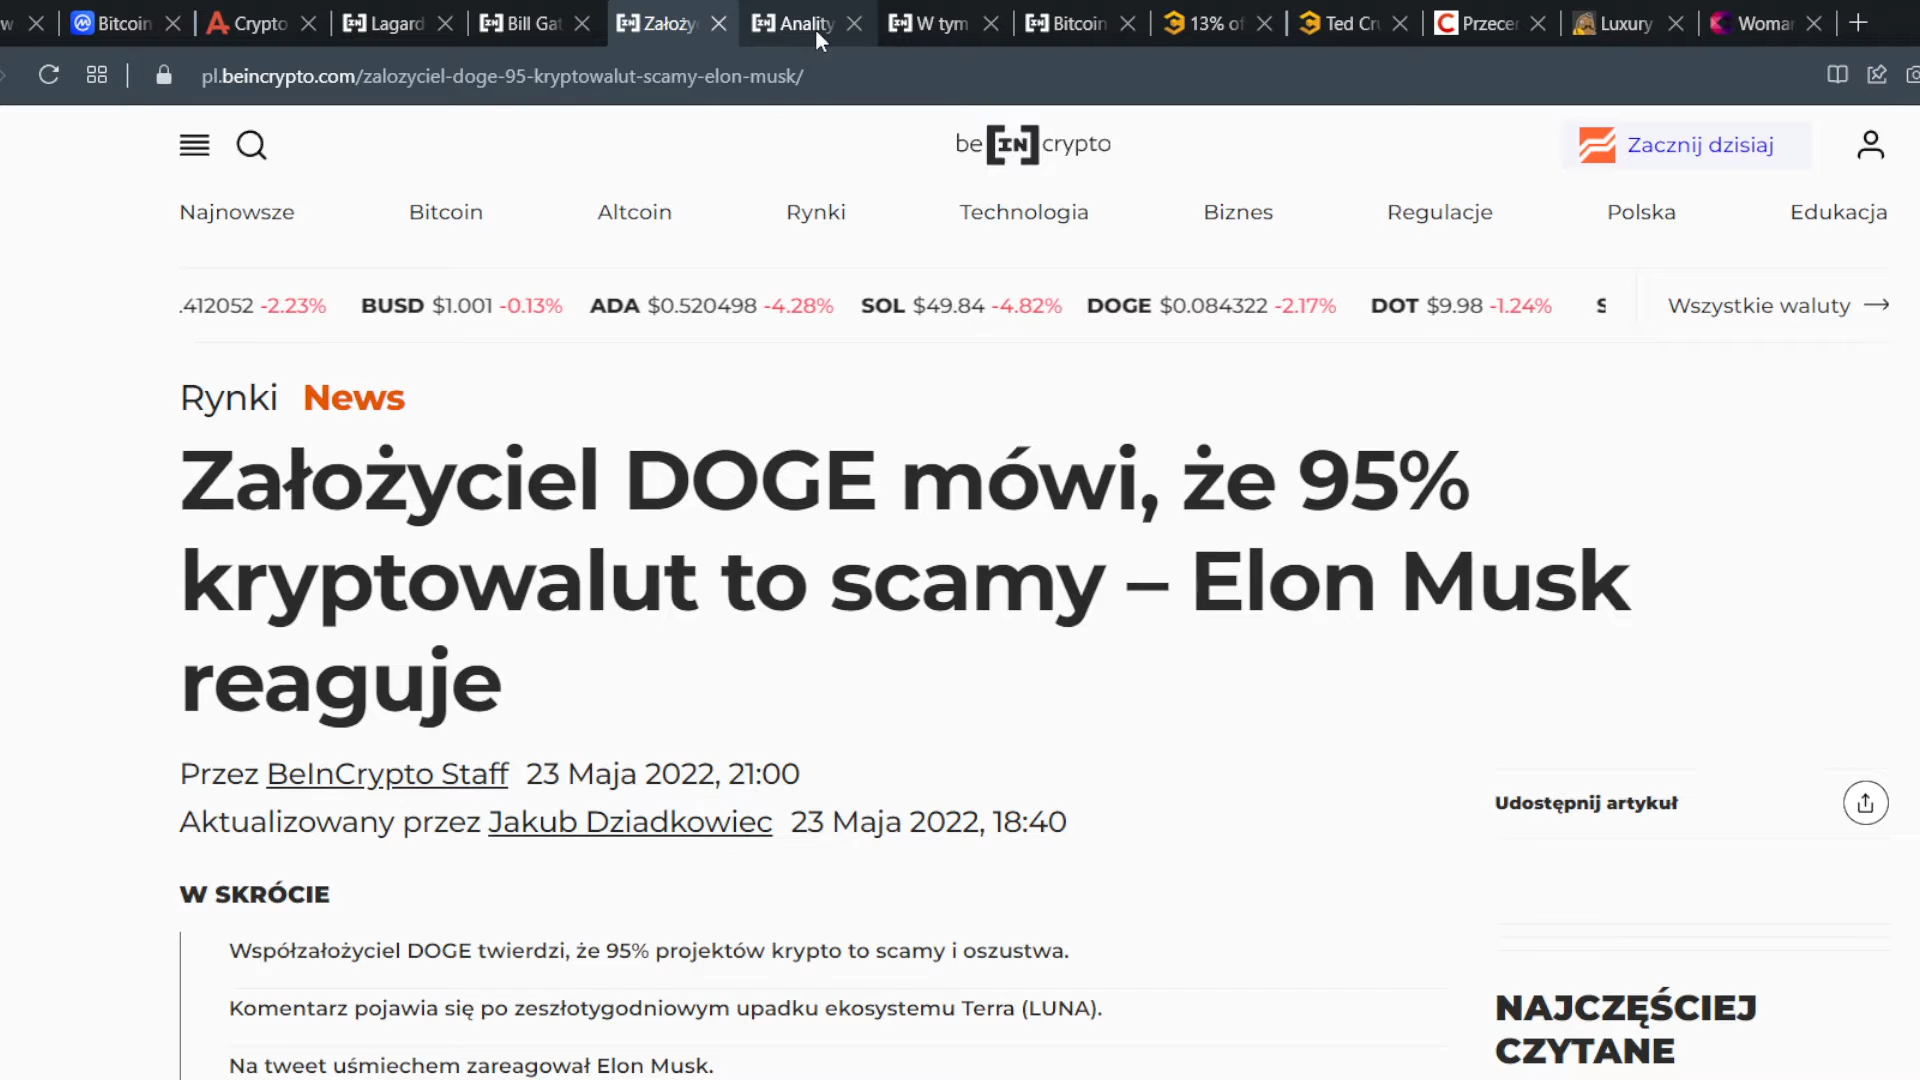 w
Bitcoin
Crypto
Lagard
Bill Gat
Założy
Anality
W tym
Bitcoin
13% of
Ted Cru
Przecen
Luxury
Woman
pl.beincrypto.com/zalozyciel-doge-95-kryptowalut-scamy-elon-musk/
be [IN] crypto
Zacznij dzisiaj
Najnowsze Bitcoin Altcoin Rynki Technologia Biznes Regulacje Polska Edukacja
.412052 -2.23% BUSD $1.001 -0.13% ADA $0.520498 -4.28% SOL $49.84 -4.82% DOGE $0.084322 -2.17% DOT $9.98 -1.24% S Wszystkie waluty →
Rynki News
Założyciel DOGE mówi, że 95%
kryptowalut to scamy – Elon Musk
reaguje
Przez BeInCrypto Staff 23 Maja 2022, 21:00
Aktualizowany przez Jakub Dziadkowiec 23 Maja 2022, 18:40
Udostępnij artykuł
W SKRÓCIE
Współzałożyciel DOGE twierdzi, że 95% projektów krypto to scamy i oszustwa.
Komentarz pojawia się po zeszłotygodniowym upadku ekosystemu Terra (LUNA).
Na tweet uśmiechem zareagował Elon Musk.
NAJCZĘŚCIEJ
CZYTANE